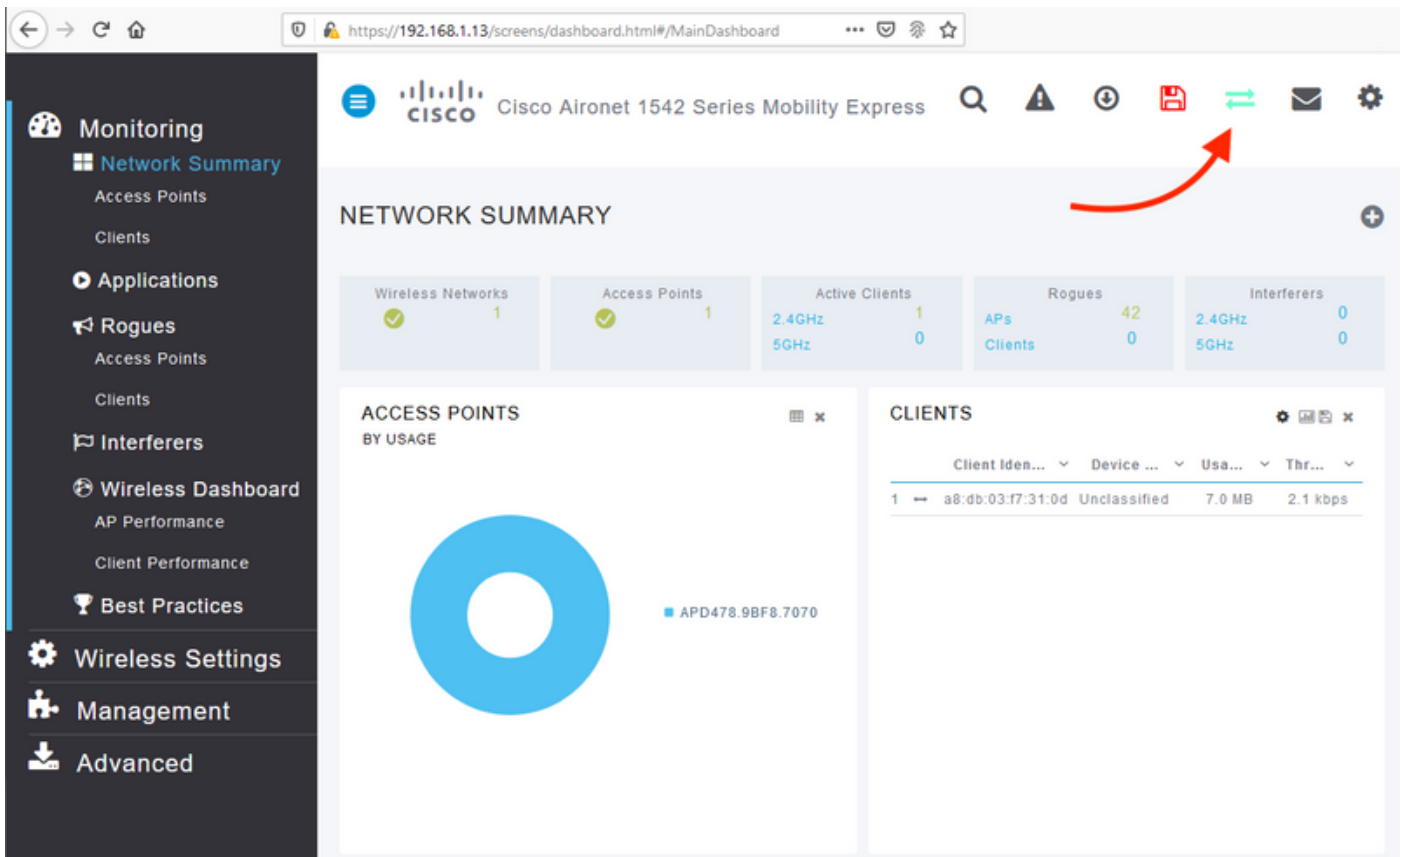 https://192.168.1.13/screens/dashboard.html#/MainDashboard
CISCO
Cisco Aironet 1542 Series Mobility Express
Monitoring
Network Summary
Access Points
Clients
Applications
Rogues
Access Points
Clients
Interferers
Wireless Dashboard
AP Performance
Client Performance
Best Practices
Wireless Settings
Management
Advanced
NETWORK SUMMARY
Wireless Networks
1
Access Points
1
Active Clients
2.4GHz 1
5GHz 0
Rogues
APs 42
Clients 0
Interferers
2.4GHz 0
5GHz 0
ACCESS POINTS
BY USAGE
APD478.9BF8.7070
CLIENTS
Client Iden... Device ... Usa... Thr...
1 a8:db:03:f7:31:0d Unclassified 7.0 MB 2.1 kbps